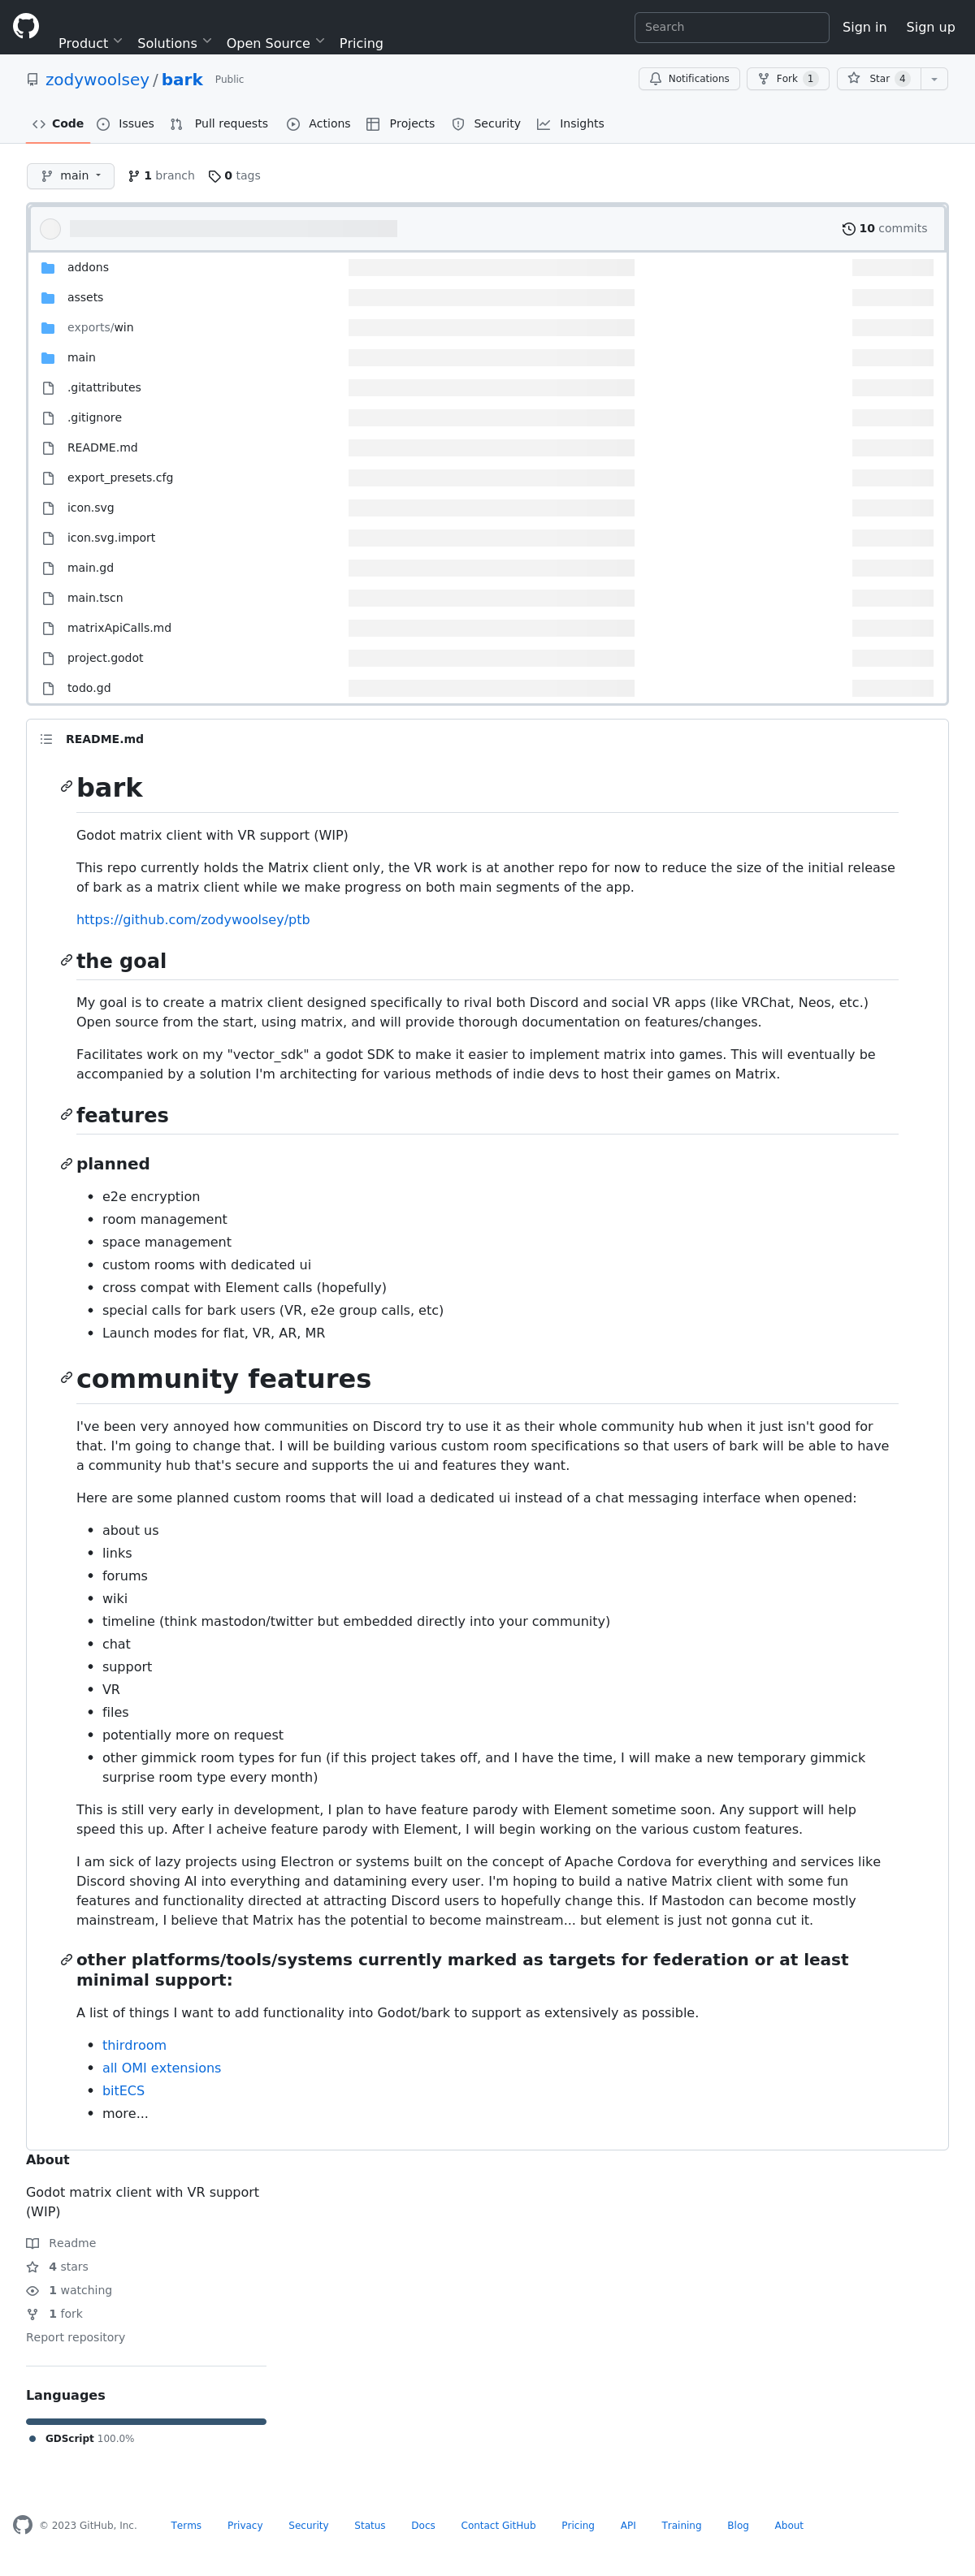 Product Solutions Open Source Pricing Search Sign in Sign up
zodywoolsey / bark Public Notifications Fork 1 Star 4
Code Issues Pull requests Actions Projects Security Insights
main 1 branch 0 tags
10 commits
addons
assets
exports/win
main
.gitattributes
.gitignore
README.md
export_presets.cfg
icon.svg
icon.svg.import
main.gd
main.tscn
matrixApiCalls.md
project.godot
todo.gd
README.md
bark
Godot matrix client with VR support (WIP)
This repo currently holds the Matrix client only, the VR work is at another repo for now to reduce the size of the initial release
of bark as a matrix client while we make progress on both main segments of the app.
https://github.com/zodywoolsey/ptb
the goal
My goal is to create a matrix client designed specifically to rival both Discord and social VR apps (like VRChat, Neos, etc.)
Open source from the start, using matrix, and will provide thorough documentation on features/changes.
Facilitates work on my "vector_sdk" a godot SDK to make it easier to implement matrix into games. This will eventually be
accompanied by a solution I'm architecting for various methods of indie devs to host their games on Matrix.
features
planned
• e2e encryption
• room management
• space management
• custom rooms with dedicated ui
• cross compat with Element calls (hopefully)
• special calls for bark users (VR, e2e group calls, etc)
• Launch modes for flat, VR, AR, MR
community features
I've been very annoyed how communities on Discord try to use it as their whole community hub when it just isn't good for
that. I'm going to change that. I will be building various custom room specifications so that users of bark will be able to have
a community hub that's secure and supports the ui and features they want.
Here are some planned custom rooms that will load a dedicated ui instead of a chat messaging interface when opened:
• about us
• links
• forums
• wiki
• timeline (think mastodon/twitter but embedded directly into your community)
• chat
• support
• VR
• files
• potentially more on request
• other gimmick room types for fun (if this project takes off, and I have the time, I will make a new temporary gimmick
surprise room type every month)
This is still very early in development, I plan to have feature parody with Element sometime soon. Any support will help
speed this up. After I acheive feature parody with Element, I will begin working on the various custom features.
I am sick of lazy projects using Electron or systems built on the concept of Apache Cordova for everything and services like
Discord shoving AI into everything and datamining every user. I'm hoping to build a native Matrix client with some fun
features and functionality directed at attracting Discord users to hopefully change this. If Mastodon can become mostly
mainstream, I believe that Matrix has the potential to become mainstream... but element is just not gonna cut it.
other platforms/tools/systems currently marked as targets for federation or at least
minimal support:
A list of things I want to add functionality into Godot/bark to support as extensively as possible.
• thirdroom
• all OMI extensions
• bitECS
• more...
About
Godot matrix client with VR support
(WIP)
Readme
4 stars
1 watching
1 fork
Report repository
Languages
GDScript 100.0%
© 2023 GitHub, Inc. Terms Privacy Security Status Docs Contact GitHub Pricing API Training Blog About